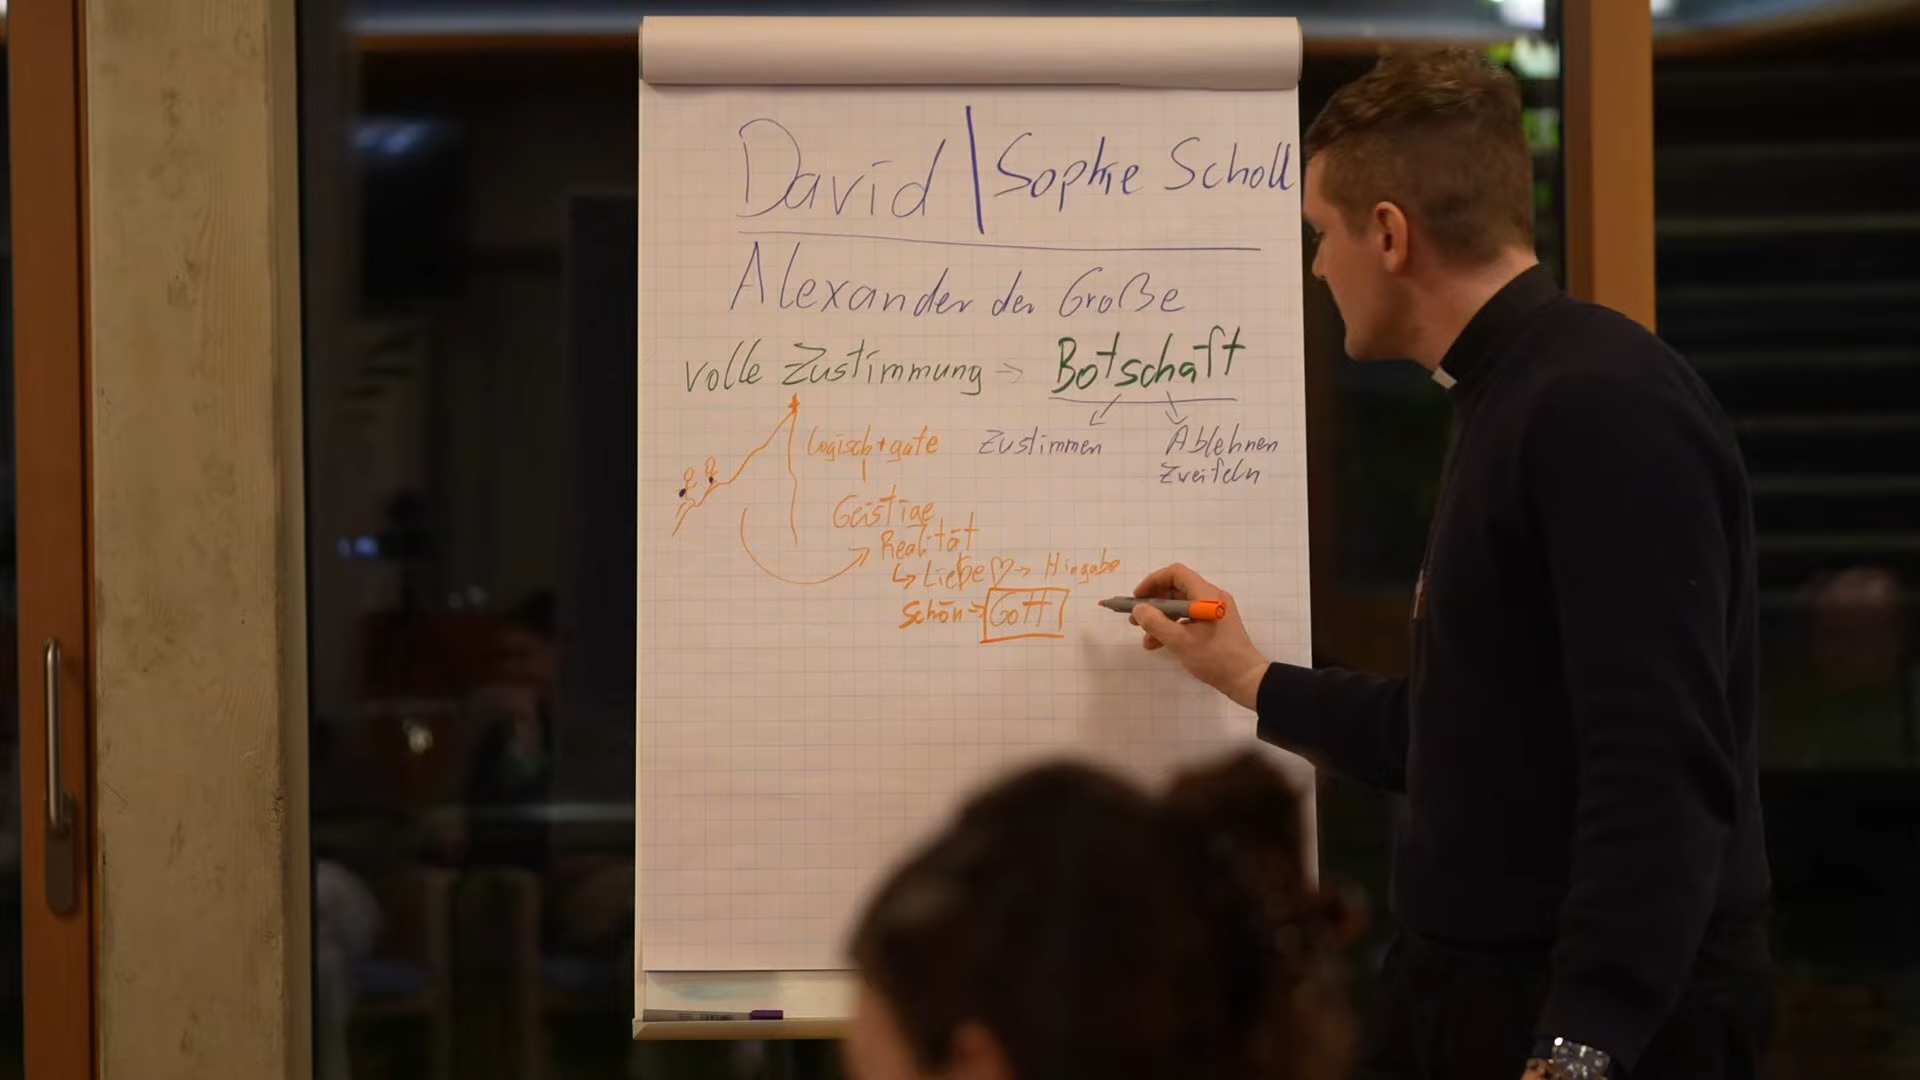 David | Sophie Scholl
Alexander der Große
volle Zustimmung → Botschaft
Zustimmen
Ablehnen
zweifeln
Logisch + gute
Geistige
Realität
↳ Liebe ♡ → Hingabe
Schön → Gott